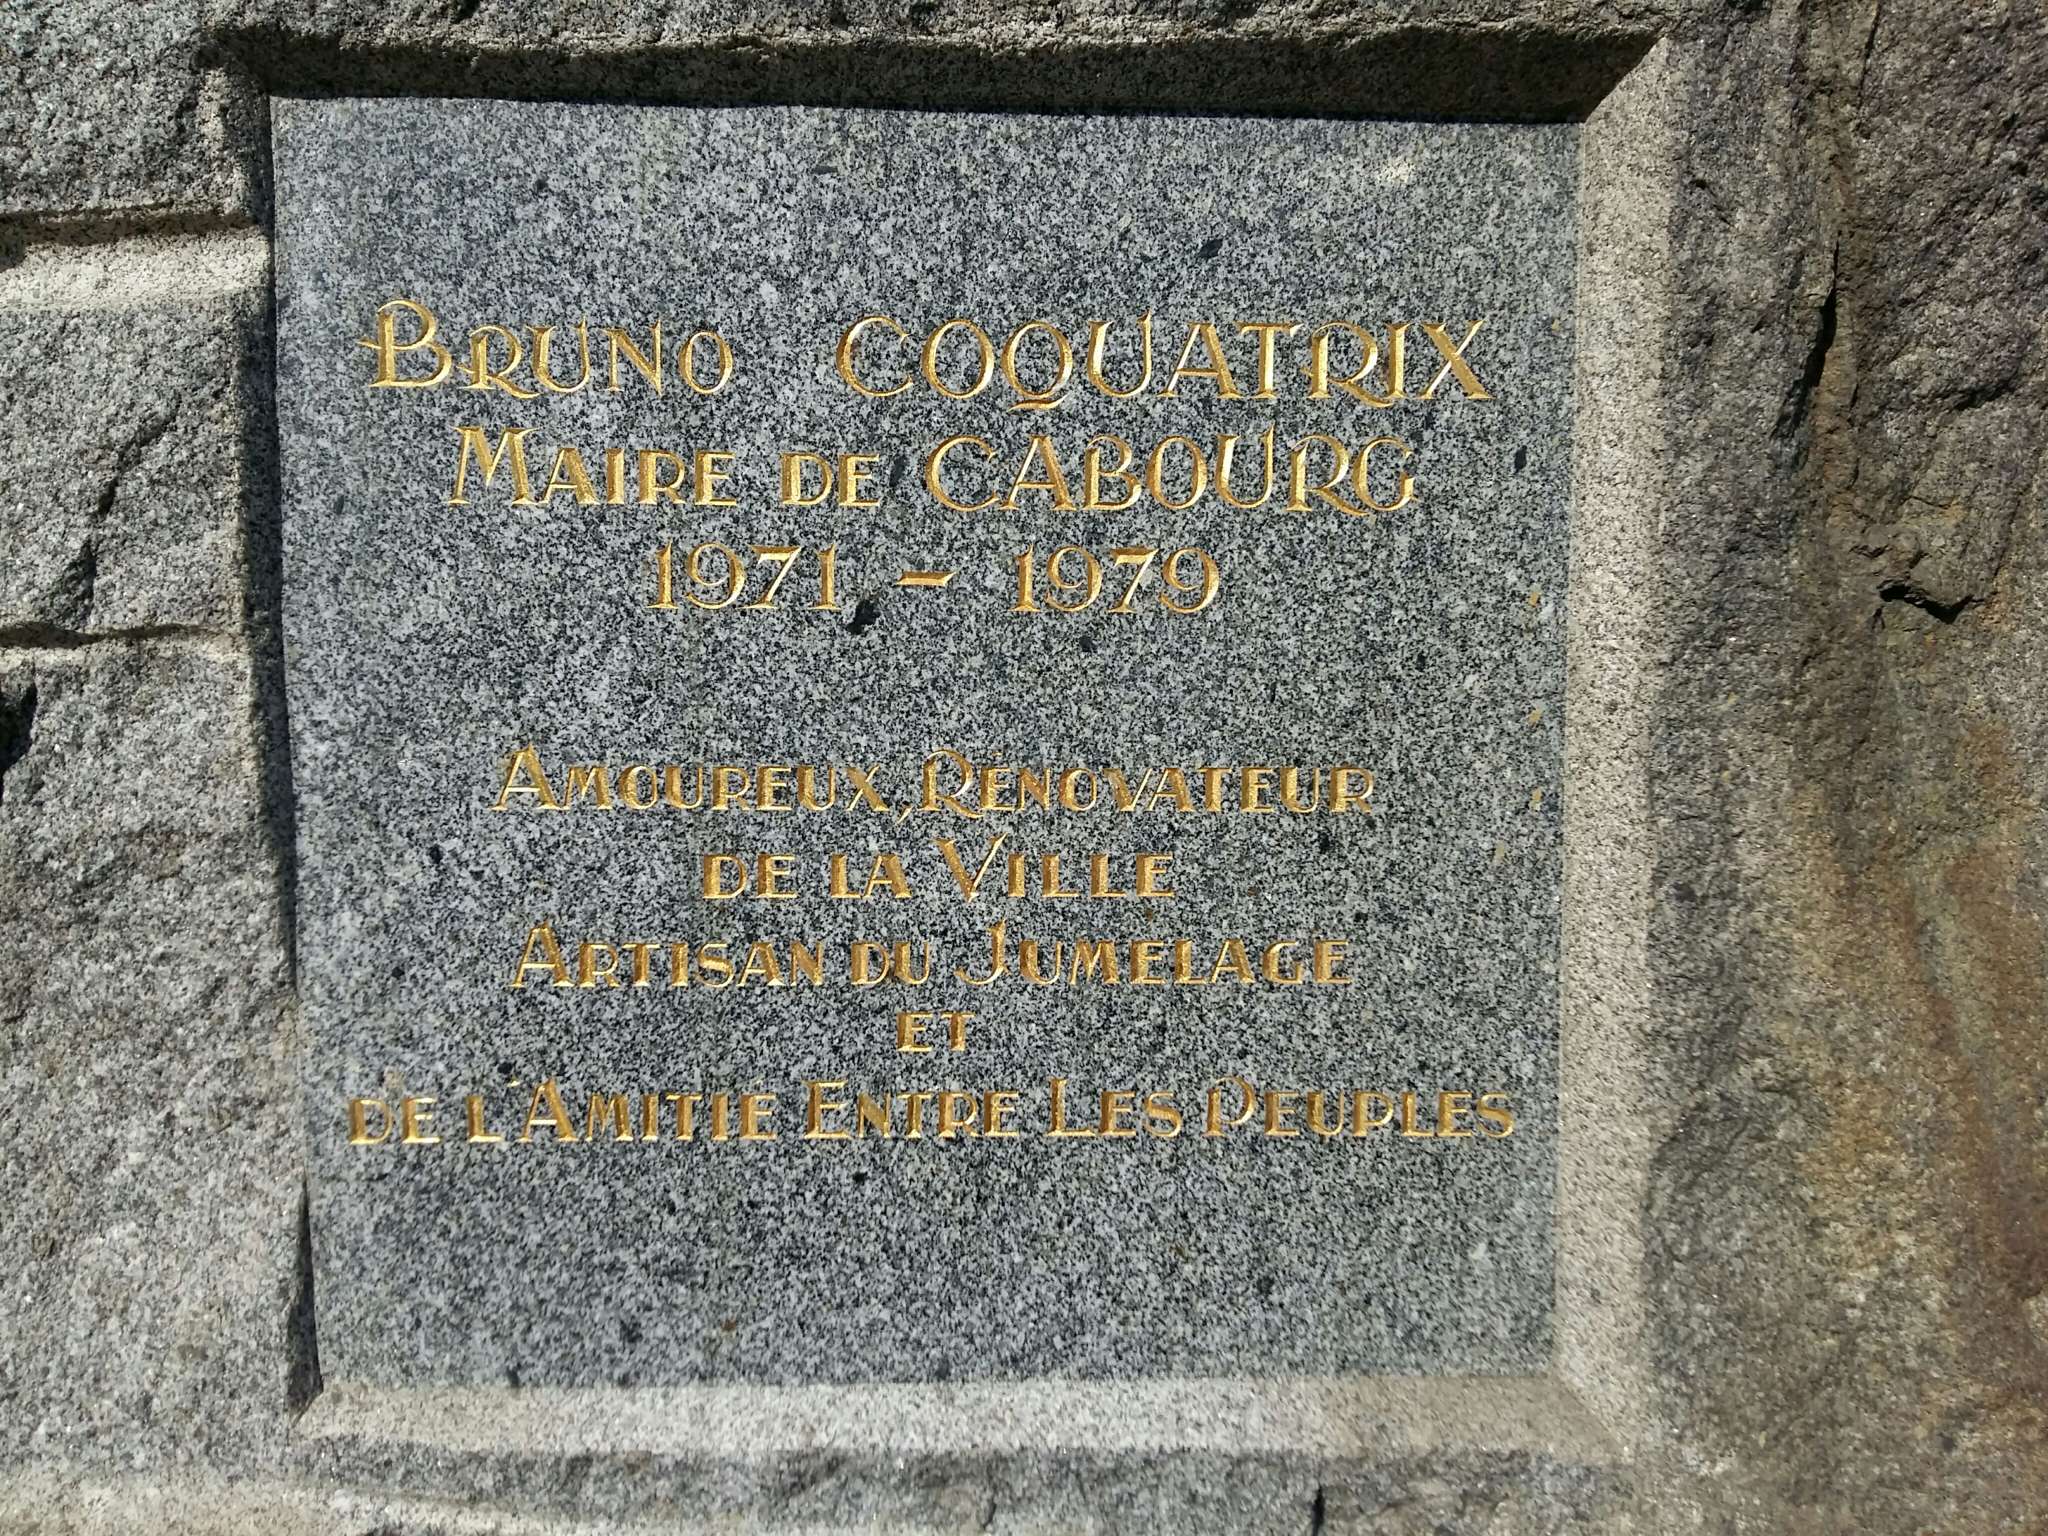 Bruno COQUATRIX
Maire de CABOURG
1971 - 1979
Amoureux, Rénovateur
de la Ville
Artisan du Jumelage
et
de l'Amitié Entre Les Peuples